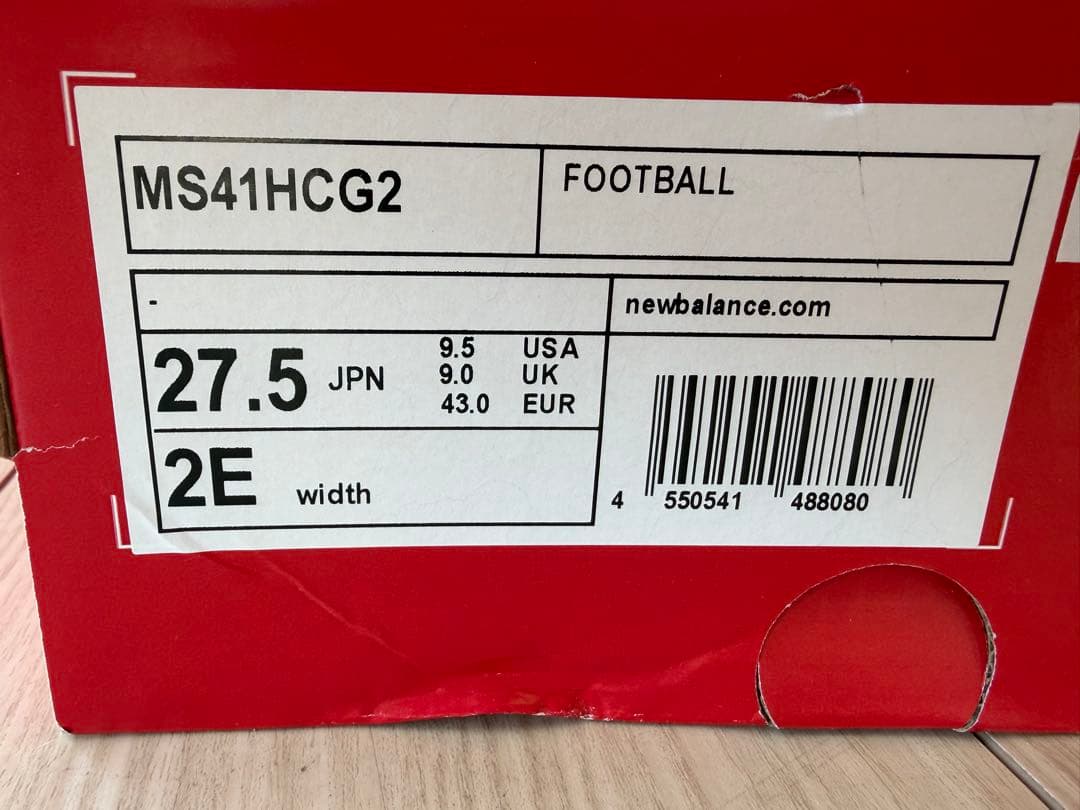 MS41HCG2
FOOTBALL
-
newbalance.com
27.5 JPN
9.5 USA
9.0 UK
43.0 EUR
2E width
4 550541 488080